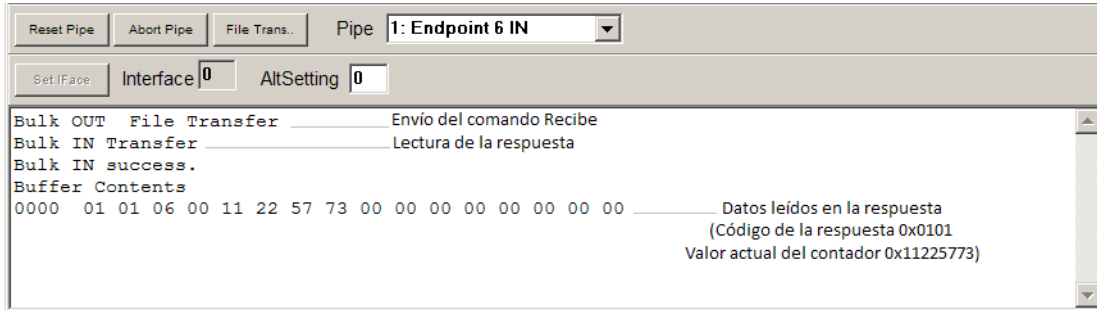 Reset Pipe Abort Pipe File Trans.. Pipe 1: Endpoint 6 IN
Set IFace Interface 0 AltSetting 0
Bulk OUT File Transfer Envío del comando Recibe
Bulk IN Transfer Lectura de la respuesta
Bulk IN success.
Buffer Contents
0000 01 01 06 00 11 22 57 73 00 00 00 00 00 00 00 00 Datos leídos en la respuesta
(Código de la respuesta 0x0101
Valor actual del contador 0x11225773)